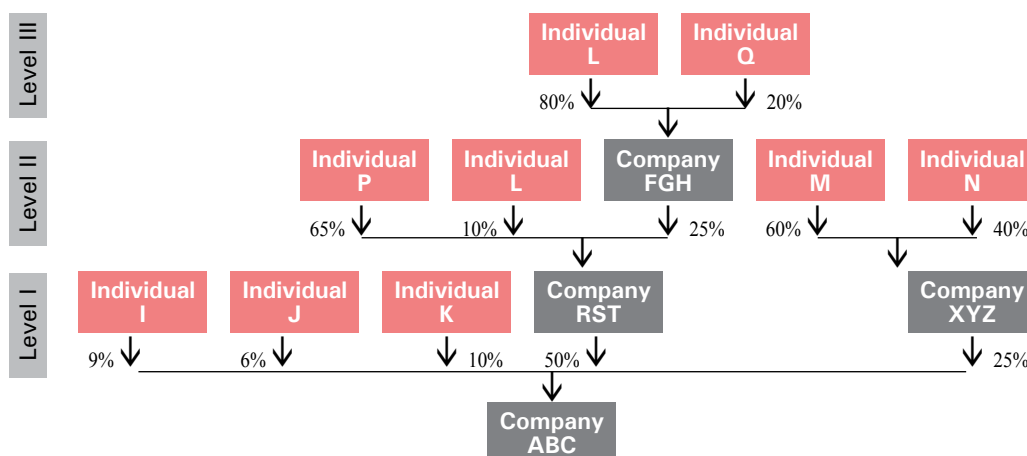 Level III
Individual
L
Individual
Q
80%
20%
Level II
Individual
P
Individual
L
Company
FGH
Individual
M
Individual
N
65%
10%
25%
60%
40%
Level I
Individual
I
Individual
J
Individual
K
Company
RST
Company
XYZ
9%
6%
10%
50%
25%
Company
ABC